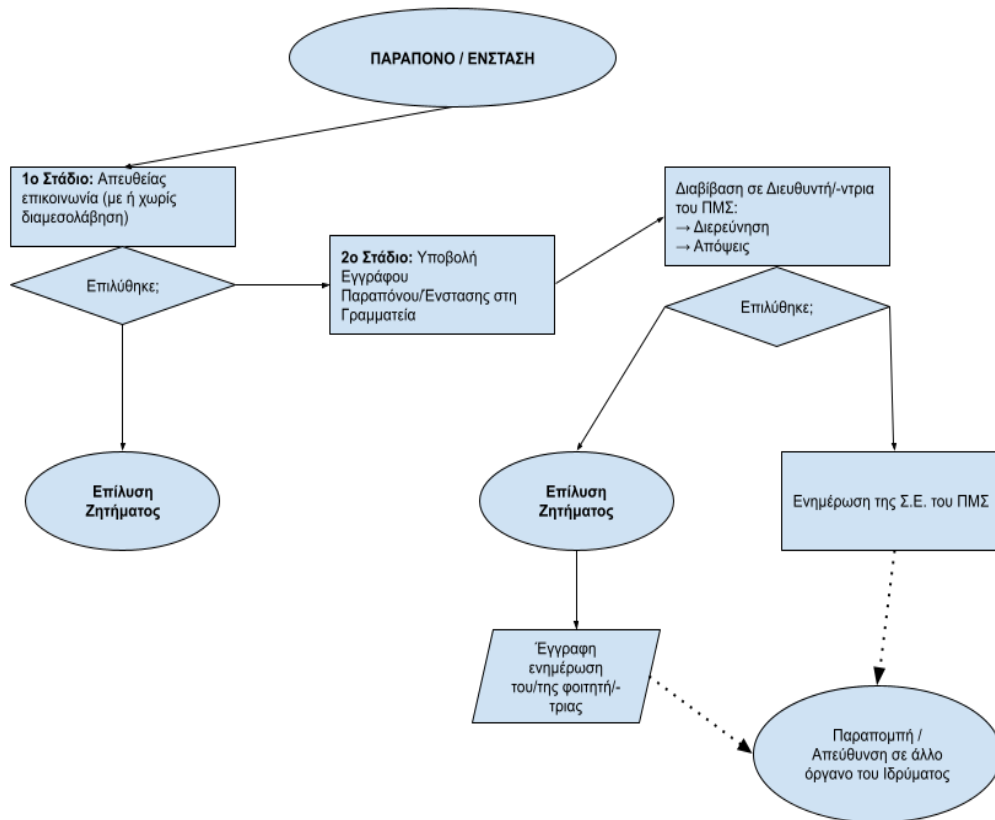 ΠΑΡΑΠΟΝΟ / ΕΝΣΤΑΣΗ
1ο Στάδιο: Απευθείας
επικοινωνία (με ή χωρίς
διαμεσολάβηση)
Επιλύθηκε;
2ο Στάδιο: Υποβολή
Εγγράφου
Παραπόνου/Ένστασης στη
Γραμματεία
Διαβίβαση σε Διευθυντή/-ντρια
του ΠΜΣ:
→ Διερεύνηση
→ Απόψεις
Επιλύθηκε;
Επίλυση
Ζητήματος
Επίλυση
Ζητήματος
Ενημέρωση της Σ.Ε. του ΠΜΣ
Έγγραφη
ενημέρωση
του/της φοιτητή/-
τριας
Παραπομπή /
Απεύθυνση σε άλλο
όργανο του Ιδρύματος